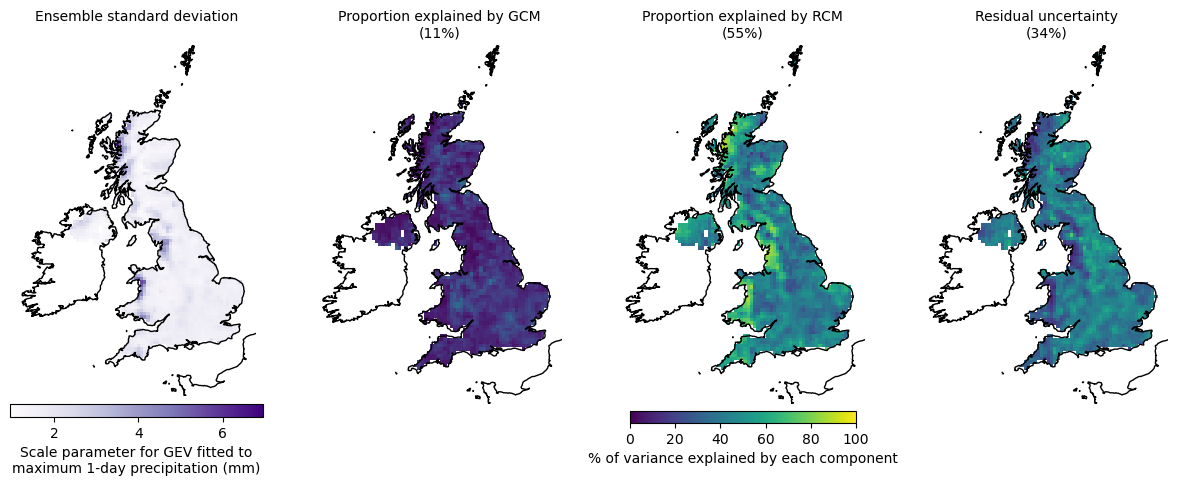 Ensemble standard deviation
Proportion explained by GCM
(11%)
Proportion explained by RCM
(55%)
Residual uncertainty
(34%)
2 4 6
Scale parameter for GEV fitted to
maximum 1-day precipitation (mm)
0 20 40 60 80 100
% of variance explained by each component